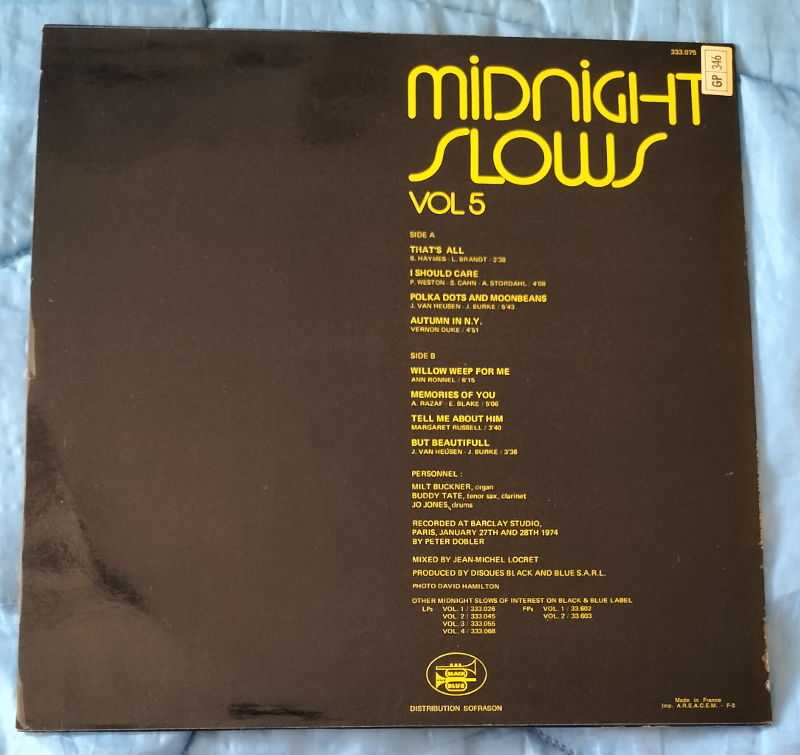 333.075
GP 346
MIDNIGHT
SLOWS
VOL 5
SIDE A
THAT'S ALL
B. HAYMES - L. BRANDT / 3'38
I SHOULD CARE
P. WESTON - S. CAHN - A. STORDAHL / 4'08
POLKA DOTS AND MOONBEANS
J. VAN HEUSEN - J. BURKE / 6'43
AUTUMN IN N.Y.
VERNON DUKE / 4'51
SIDE B
WILLOW WEEP FOR ME
ANN RONNEL / 6'15
MEMORIES OF YOU
A. RAZAF - E. BLAKE / 5'06
TELL ME ABOUT HIM
MARGARET RUSSELL / 3'40
BUT BEAUTIFULL
J. VAN HEUSEN - J. BURKE / 3'36
PERSONNEL :
MILT BUCKNER, organ
BUDDY TATE, tenor sax, clarinet
JO JONES, drums
RECORDED AT BARCLAY STUDIO,
PARIS, JANUARY 27TH AND 28TH 1974
BY PETER DOBLER
MIXED BY JEAN-MICHEL LOCRET
PRODUCED BY DISQUES BLACK AND BLUE S.A.R.L.
PHOTO DAVID HAMILTON
OTHER MIDNIGHT SLOWS OF INTEREST ON BLACK & BLUE LABEL
LPs VOL. 1 / 333.026 FPs VOL. 1 / 33.602
VOL. 2 / 333.045 VOL. 2 / 33.603
VOL. 3 / 333.055
VOL. 4 / 333.068
BLACK
BLUE
DISTRIBUTION SOFRASON
Made in France
Imp. A.R.E.A.C.E.M. - F-3